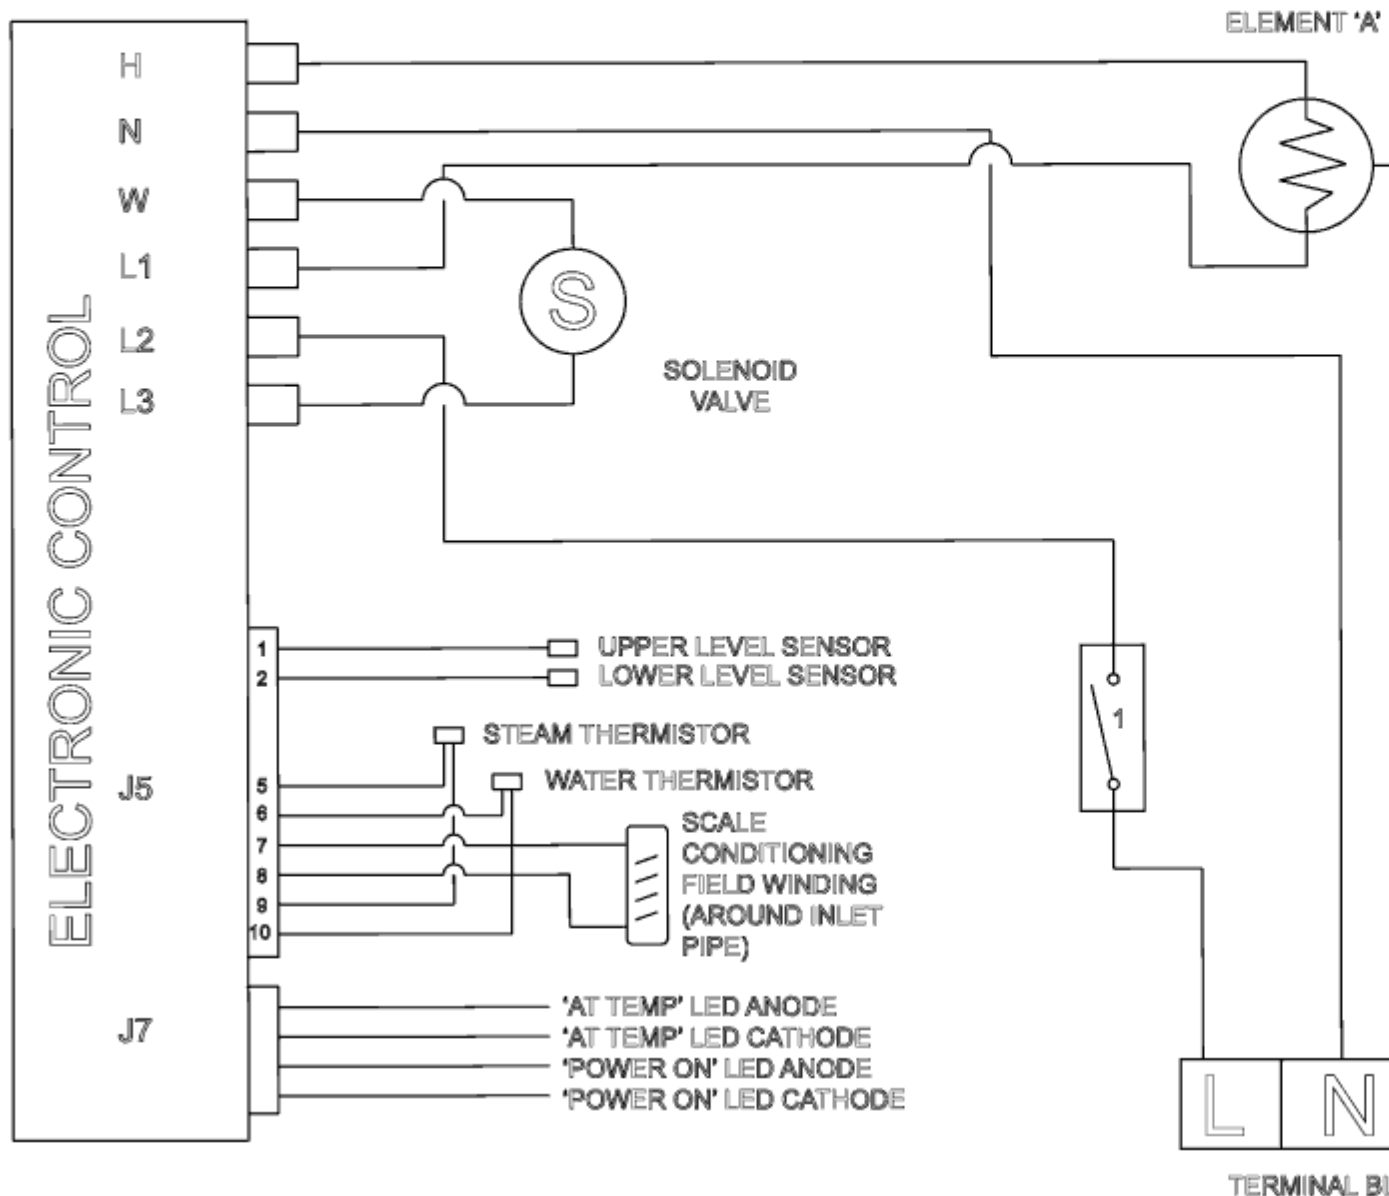 ELEMENT 'A'
H
N
W
L1
L2
L3
S
SOLENOID
VALVE
ELECTRONIC CONTROL
1
UPPER LEVEL SENSOR
2
LOWER LEVEL SENSOR
1
STEAM THERMISTOR
J5
5
WATER THERMISTOR
6
7
8
9
10
SCALE
CONDITIONING
FIELD WINDING
(AROUND INLET
PIPE)
J7
'AT TEMP' LED ANODE
'AT TEMP' LED CATHODE
'POWER ON' LED ANODE
'POWER ON' LED CATHODE
L N
TERMINAL